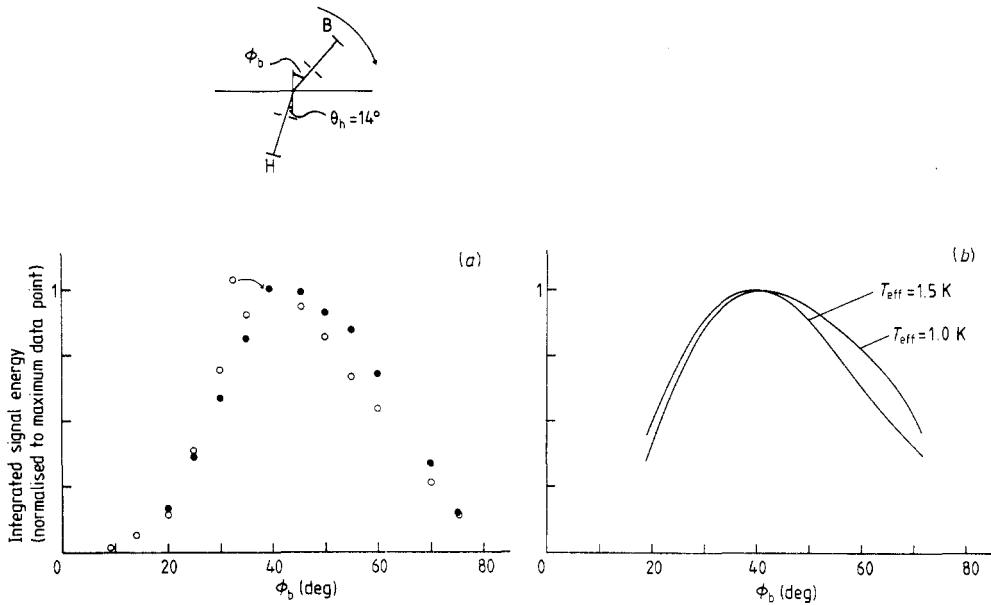 B
ϕb
θh = 14°
H
Integrated signal energy
(normalised to maximum data point)
(a)
1
0 20 40 60 80
ϕb (deg)
(b)
1
Teff = 1.5 K
Teff = 1.0 K
0 20 40 60 80
ϕb (deg)